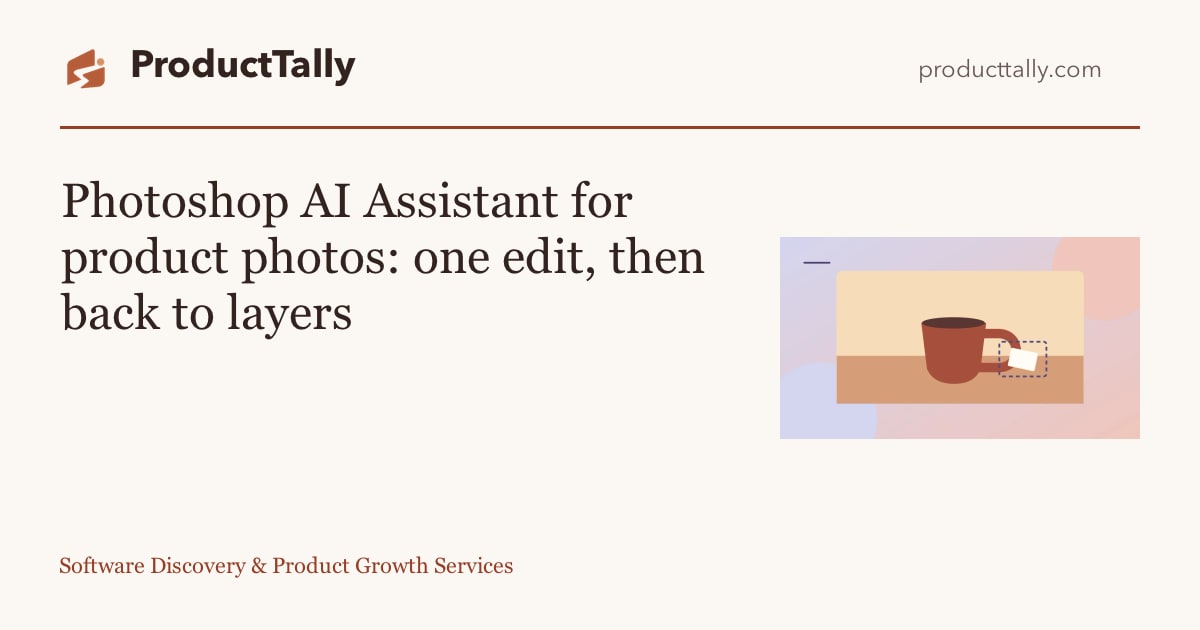 ProductTally
producttally.com
Photoshop AI Assistant for
product photos: one edit, then
back to layers
Software Discovery & Product Growth Services